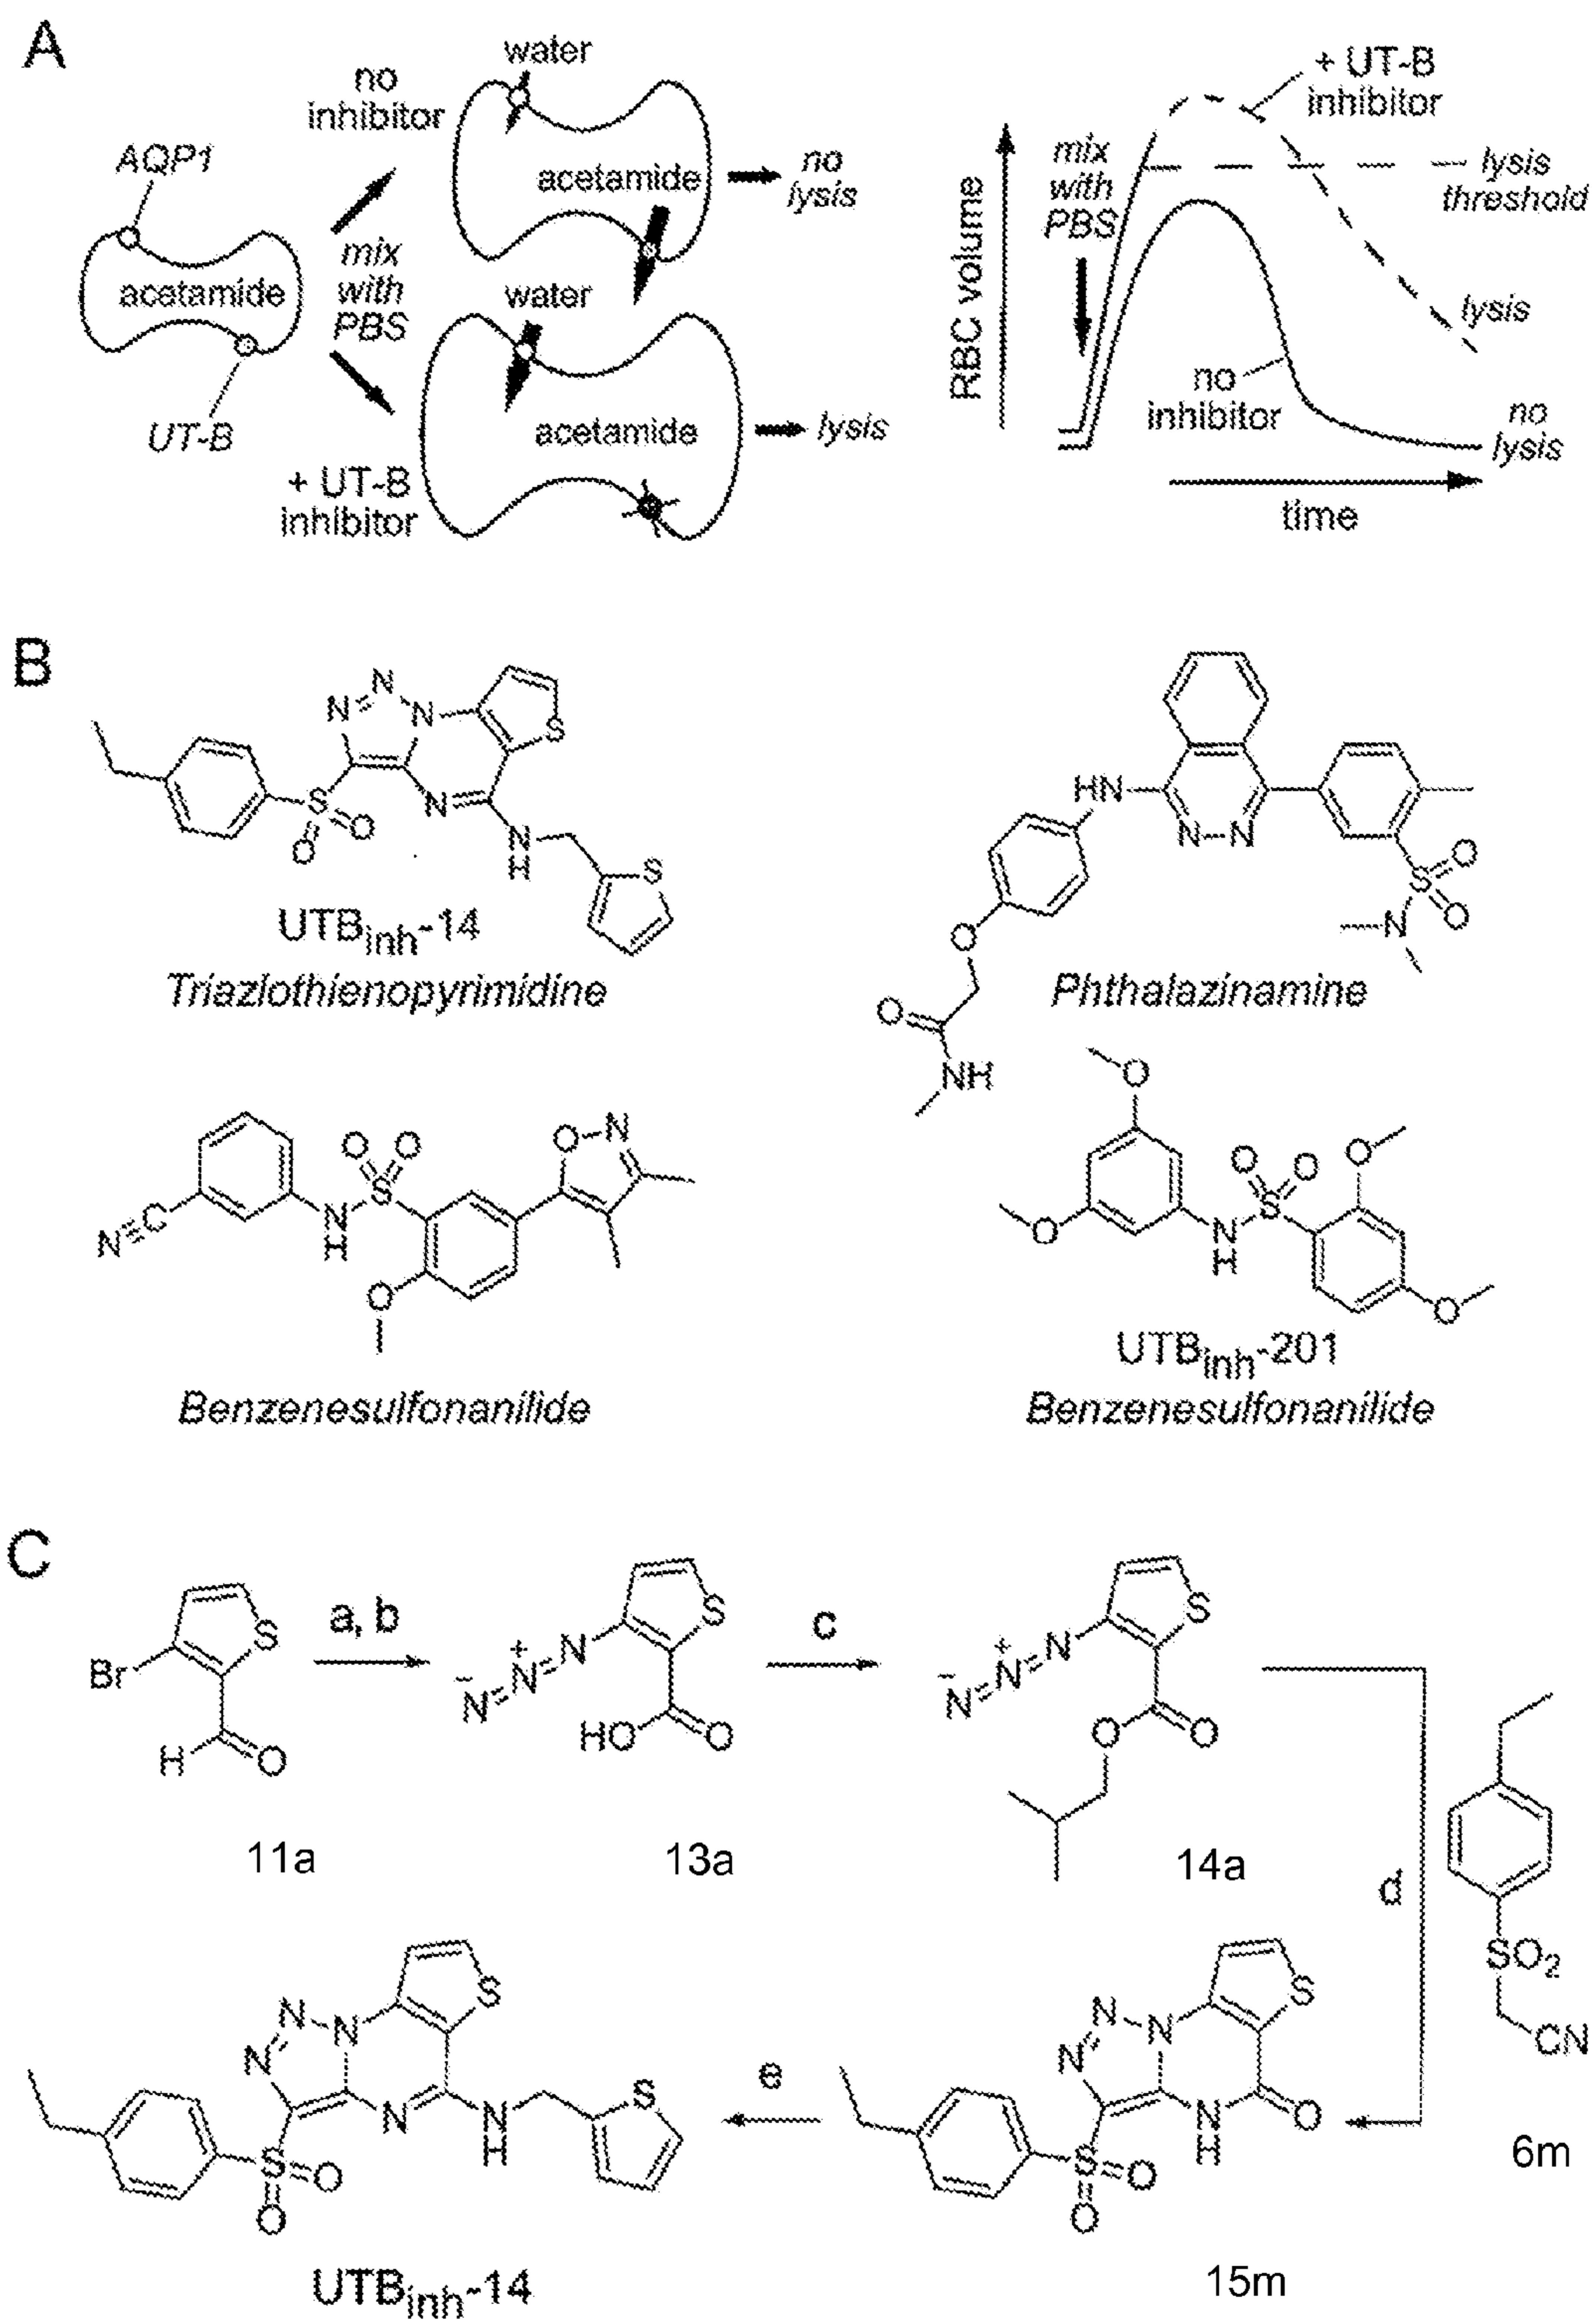 A
AQP1
acetamide
UT-B
no
inhibitor
mix
with
PBS
+ UT-B
inhibitor
water
acetamide
no
lysis
water
acetamide
lysis
RBC volume
mix
with
PBS
+ UT-B
inhibitor
lysis
threshold
lysis
no
inhibitor
no
lysis
time
B
N
N
N
S
S
O
O
N
N
H
S
UTBinh-14
Triazlothienopyrimidine
HN
N
N
S
O
O
N
O
O
NH
Phthalazinamine
N
C
N
H
S
O
O
O
O
N
Benzenesulfonanilide
O
O
N
H
S
O
O
O
O
UTBinh-201
Benzenesulfonanilide
C
Br
S
H
O
11a
a, b
N
N
N
+
−
S
HO
O
13a
c
N
N
N
+
−
S
O
O
14a
d
SO2
CN
6m
N
N
N
S
N
H
O
S
O
O
15m
e
N
N
N
S
N
N
H
S
S
O
O
UTBinh-14